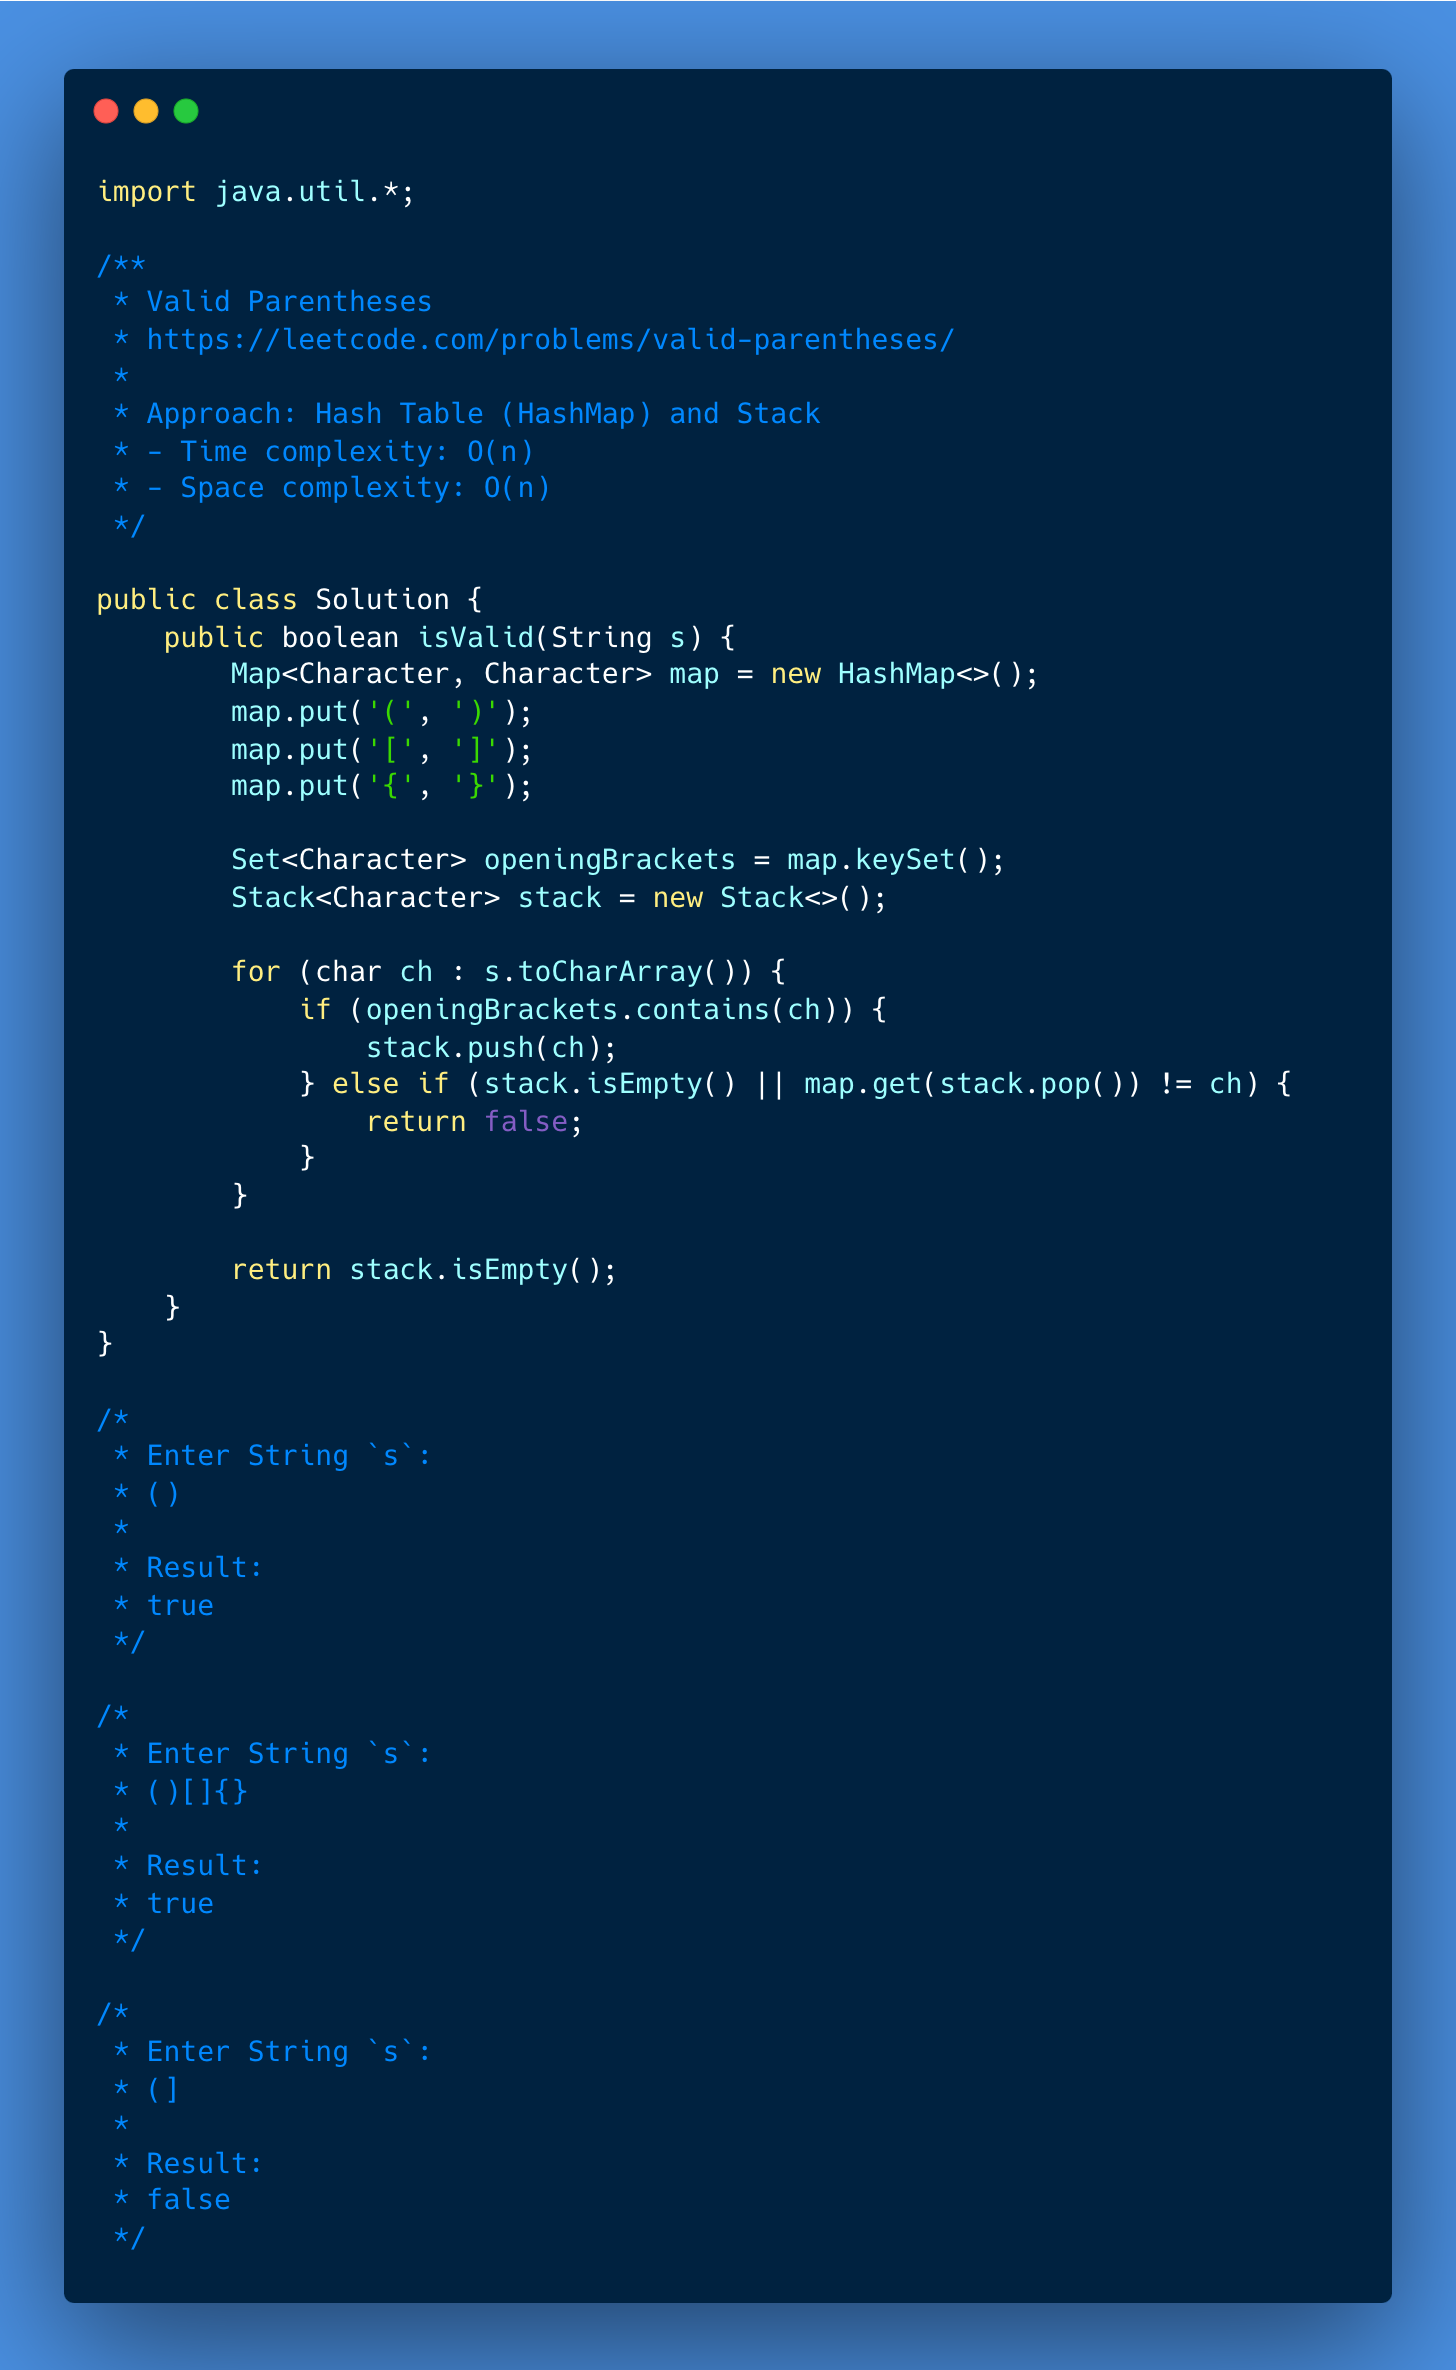 import java.util.*;

/**
 * Valid Parentheses
 * https://leetcode.com/problems/valid-parentheses/
 *
 * Approach: Hash Table (HashMap) and Stack
 * - Time complexity: O(n)
 * - Space complexity: O(n)
 */

public class Solution {
    public boolean isValid(String s) {
        Map<Character, Character> map = new HashMap<>();
        map.put('(', ')');
        map.put('[', ']');
        map.put('{', '}');

        Set<Character> openingBrackets = map.keySet();
        Stack<Character> stack = new Stack<>();

        for (char ch : s.toCharArray()) {
            if (openingBrackets.contains(ch)) {
                stack.push(ch);
            } else if (stack.isEmpty() || map.get(stack.pop()) != ch) {
                return false;
            }
        }

        return stack.isEmpty();
    }
}

/*
 * Enter String `s`:
 * ()
 *
 * Result:
 * true
 */

/*
 * Enter String `s`:
 * ()[]{}
 *
 * Result:
 * true
 */

/*
 * Enter String `s`:
 * (]
 *
 * Result:
 * false
 */